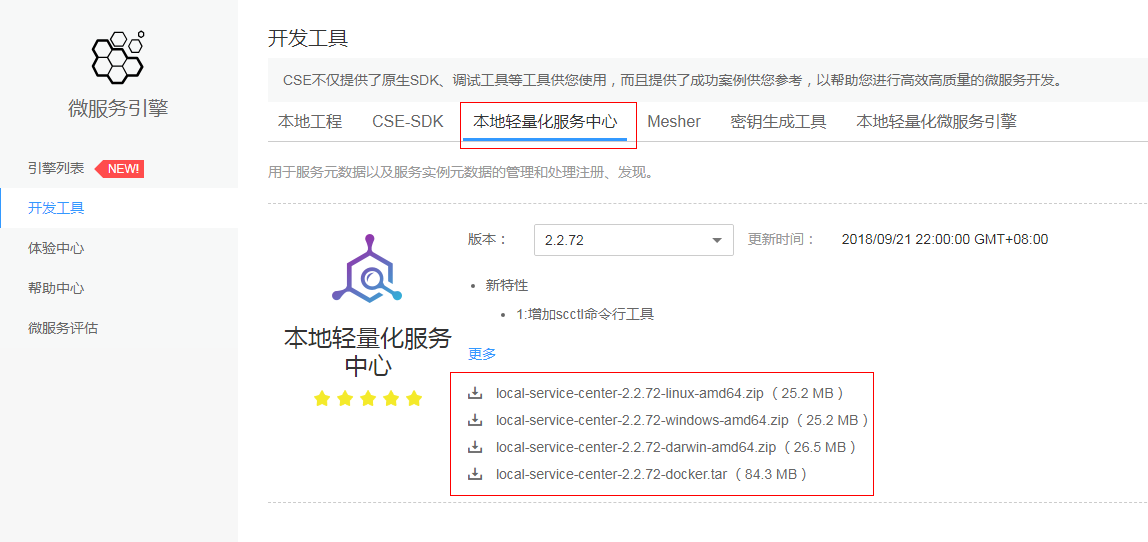 微服务引擎
引擎列表 NEW!
开发工具
体验中心
帮助中心
微服务评估
开发工具
CSE不仅提供了原生SDK、调试工具等工具供您使用，而且提供了成功案例供您参考，以帮助您进行高效高质量的微服务开发。
本地工程 CSE-SDK 本地轻量化服务中心 Mesher 密钥生成工具 本地轻量化微服务引擎
用于服务元数据以及服务实例元数据的管理和处理注册、发现。
本地轻量化服务
中心
版本： 2.2.72 更新时间： 2018/09/21 22:00:00 GMT+08:00
新特性
1:增加scctl命令行工具
更多
local-service-center-2.2.72-linux-amd64.zip （ 25.2 MB ）
local-service-center-2.2.72-windows-amd64.zip （ 25.2 MB ）
local-service-center-2.2.72-darwin-amd64.zip （ 26.5 MB ）
local-service-center-2.2.72-docker.tar （ 84.3 MB ）